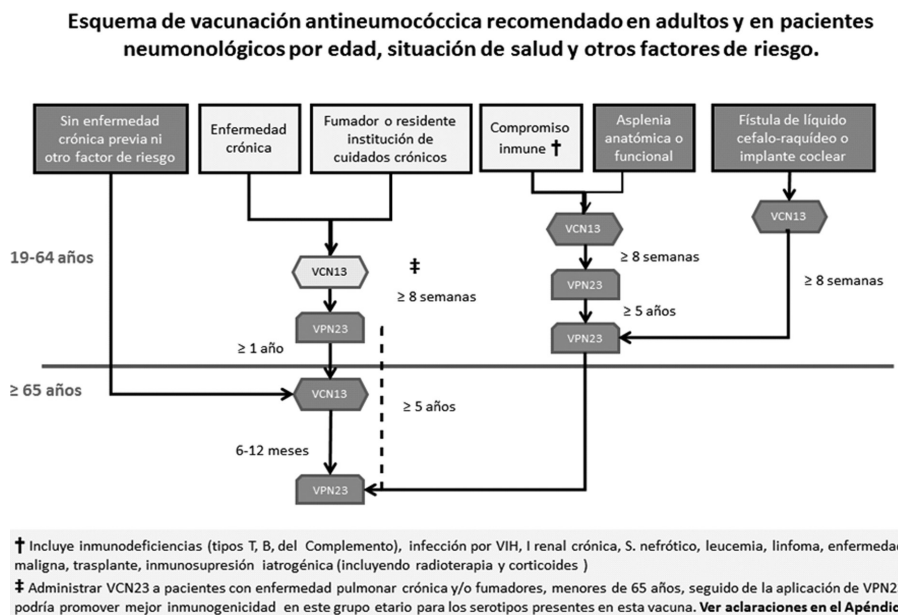 Esquema de vacunación antineumocóccica recomendado en adultos y en pacientes
neumonológicos por edad, situación de salud y otros factores de riesgo.
Sin enfermedad
crónica previa ni
otro factor de riesgo
Enfermedad
crónica
Fumador o residente
institución de
cuidados crónicos
Compromiso
inmune †
Asplenia
anatómica o
funcional
Fístula de líquido
cefalo-raquídeo o
implante coclear
VCN13
VCN13
19-64 años
VCN13
‡
≥ 8 semanas
≥ 8 semanas
≥ 8 semanas
VPN23
VPN23
≥ 5 años
VPN23
≥ 1 año
≥ 65 años
VCN13
≥ 5 años
6-12 meses
VPN23
† Incluye inmunodeficiencias (tipos T, B, del Complemento), infección por VIH, I renal crónica, S. nefrótico, leucemia, linfoma, enfermedad
maligna, trasplante, inmunosupresión iatrogénica (incluyendo radioterapia y corticoides )
‡ Administrar VCN23 a pacientes con enfermedad pulmonar crónica y/o fumadores, menores de 65 años, seguido de la aplicación de VPN2
podría promover mejor inmunogenicidad en este grupo etario para los serotipos presentes en esta vacuna. Ver aclaraciones en el Apéndic